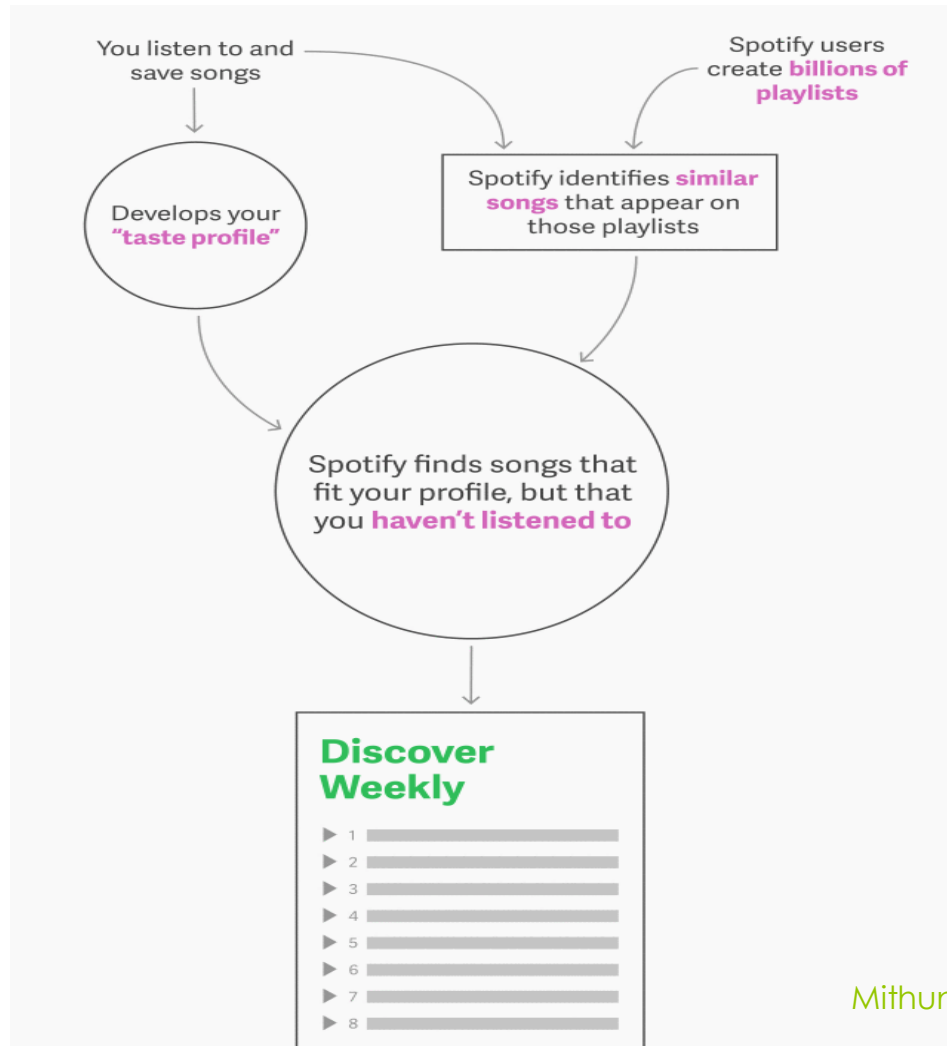 You listen to and
save songs
Spotify users
create billions of
playlists
Develops your
“taste profile”
Spotify identifies similar
songs that appear on
those playlists
Spotify finds songs that
fit your profile, but that
you haven’t listened to
Discover
Weekly
1
2
3
4
5
6
7
8
Mithur